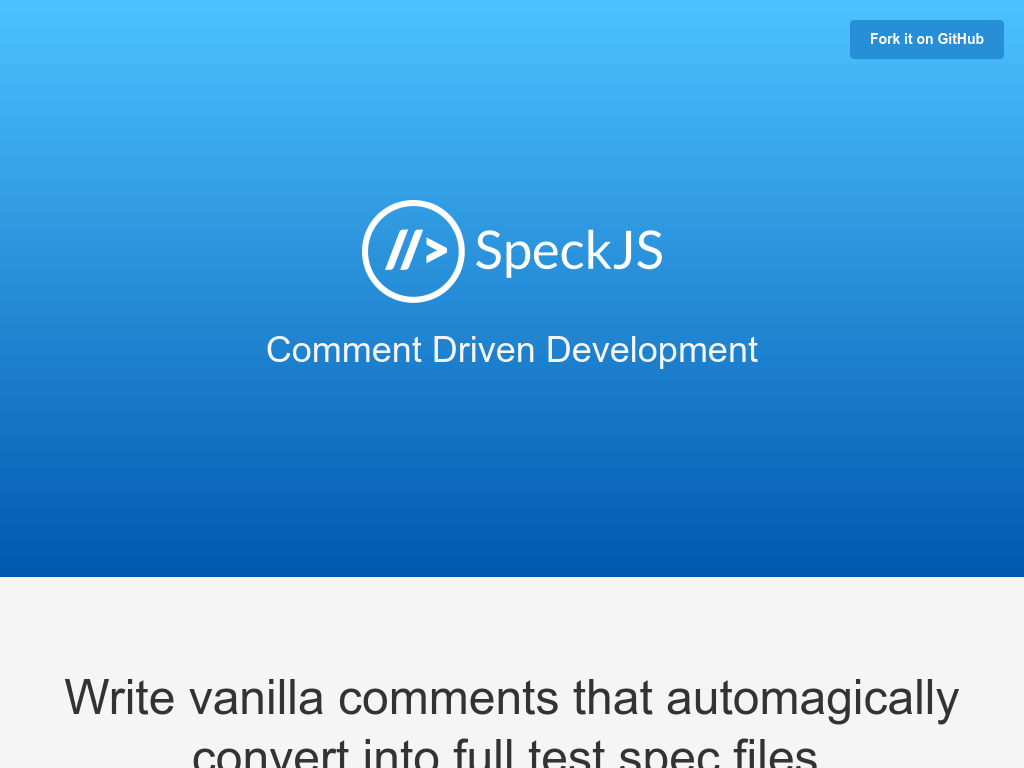 Fork it on GitHub
//> SpeckJS
Comment Driven Development
Write vanilla comments that automagically
convert into full test spec files